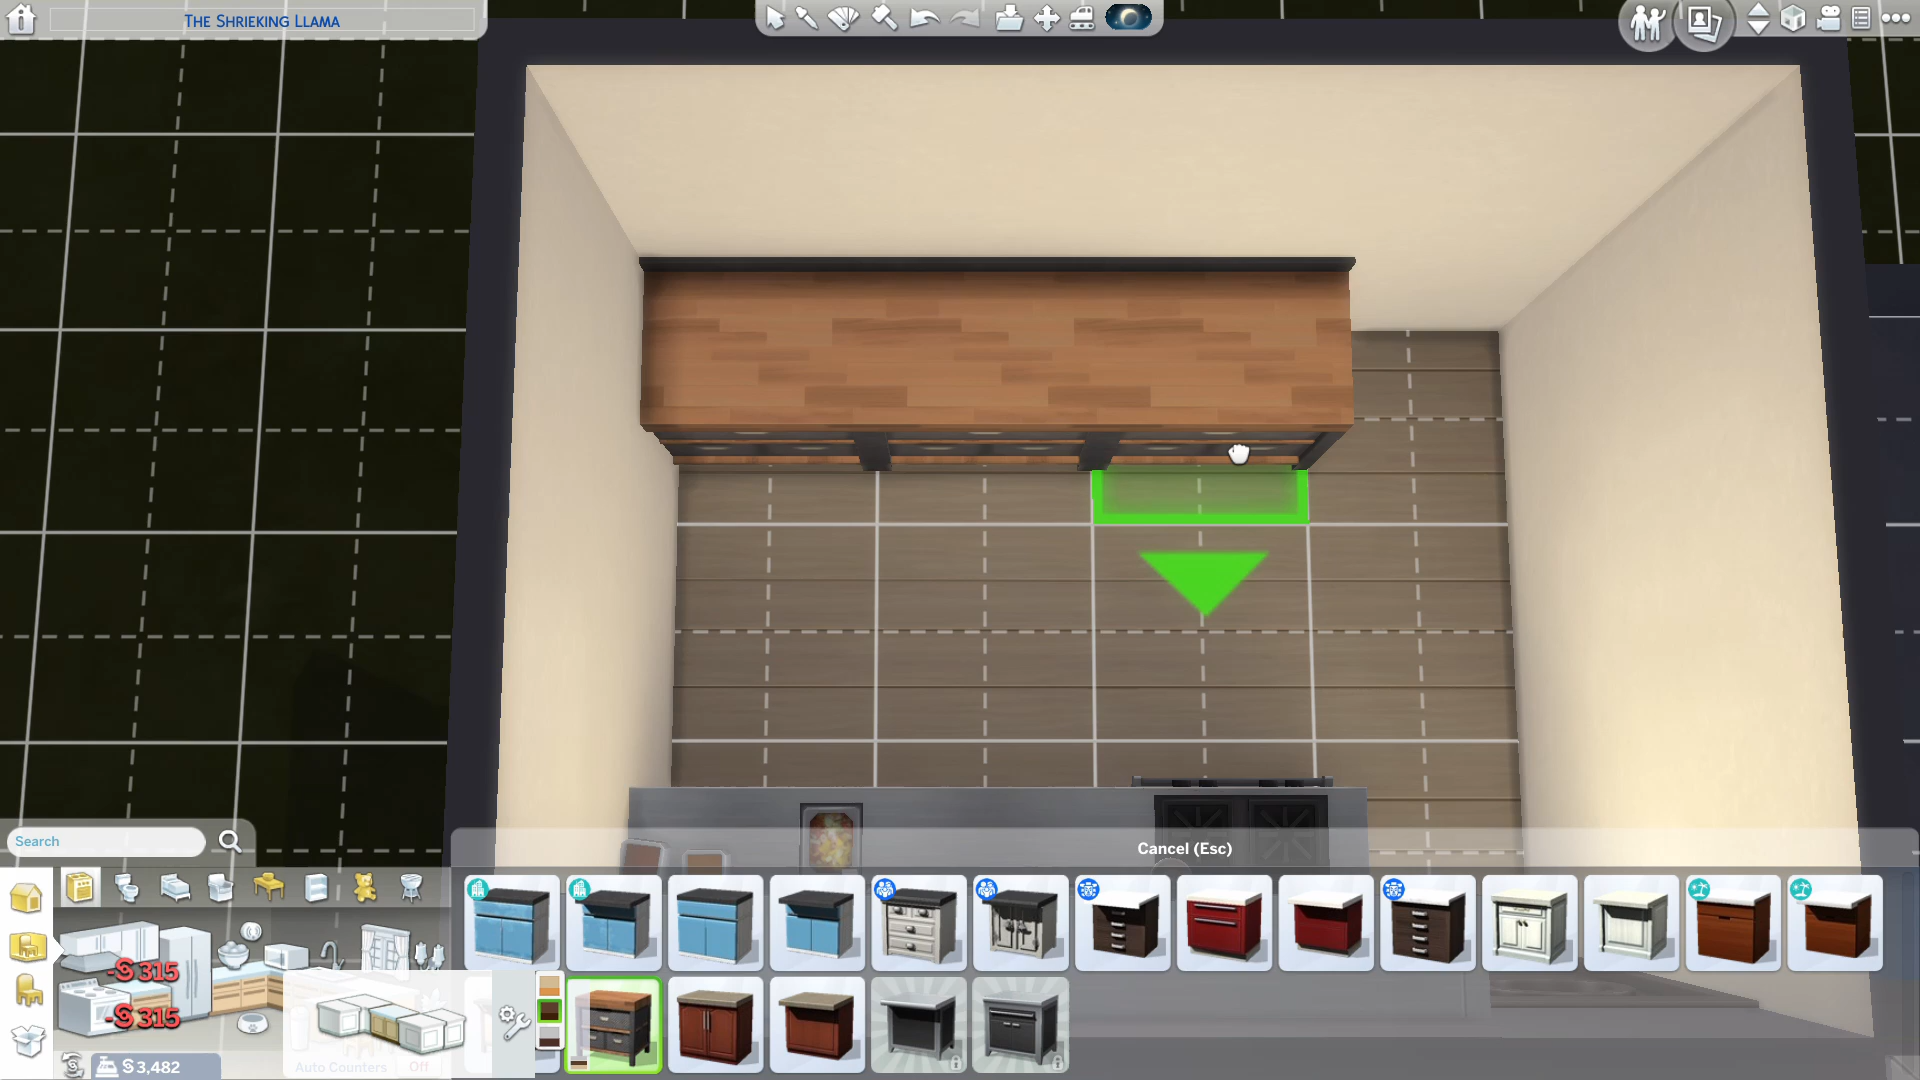 THE SHRIEKING LLAMA
Search
Cancel (Esc)
-§315
-§315
§3,482
Auto Counters
Off